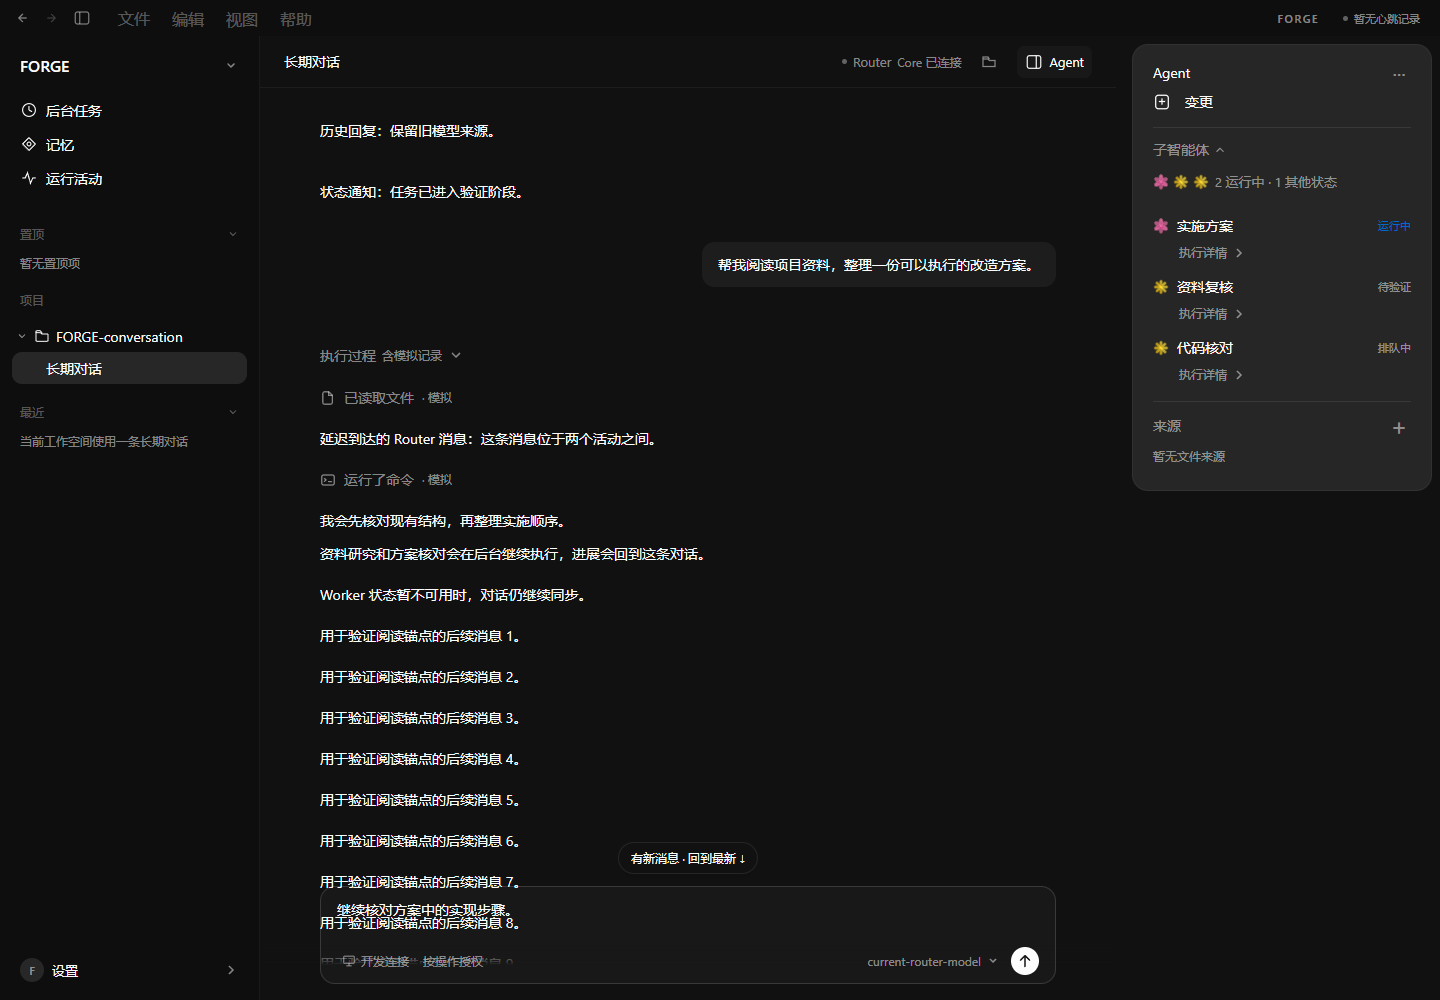 文件 编辑 视图 帮助
FORGE 暂无心跳记录
FORGE
后台任务
记忆
运行活动
置顶
暂无置顶项
项目
FORGE-conversation
长期对话
最近
当前工作空间使用一条长期对话
F 设置
长期对话
Router Core 已连接
Agent
历史回复：保留旧模型来源。
状态通知：任务已进入验证阶段。
帮我阅读项目资料，整理一份可以执行的改造方案。
执行过程 含模拟记录
已读取文件 · 模拟
延迟到达的 Router 消息：这条消息位于两个活动之间。
运行了命令 · 模拟
我会先核对现有结构，再整理实施顺序。
资料研究和方案核对会在后台继续执行，进展会回到这条对话。
Worker 状态暂不可用时，对话仍继续同步。
用于验证阅读锚点的后续消息 1。
用于验证阅读锚点的后续消息 2。
用于验证阅读锚点的后续消息 3。
用于验证阅读锚点的后续消息 4。
用于验证阅读锚点的后续消息 5。
用于验证阅读锚点的后续消息 6。
有新消息 · 回到最新 ↓
用于验证阅读锚点的后续消息 7。
继续核对方案中的实现步骤。
用于验证阅读锚点的后续消息 8。
开发连接 按操作授权
current-router-model
Agent
变更
子智能体
2 运行中 · 1 其他状态
实施方案 运行中
执行详情
资料复核 待验证
执行详情
代码核对 排队中
执行详情
来源
暂无文件来源